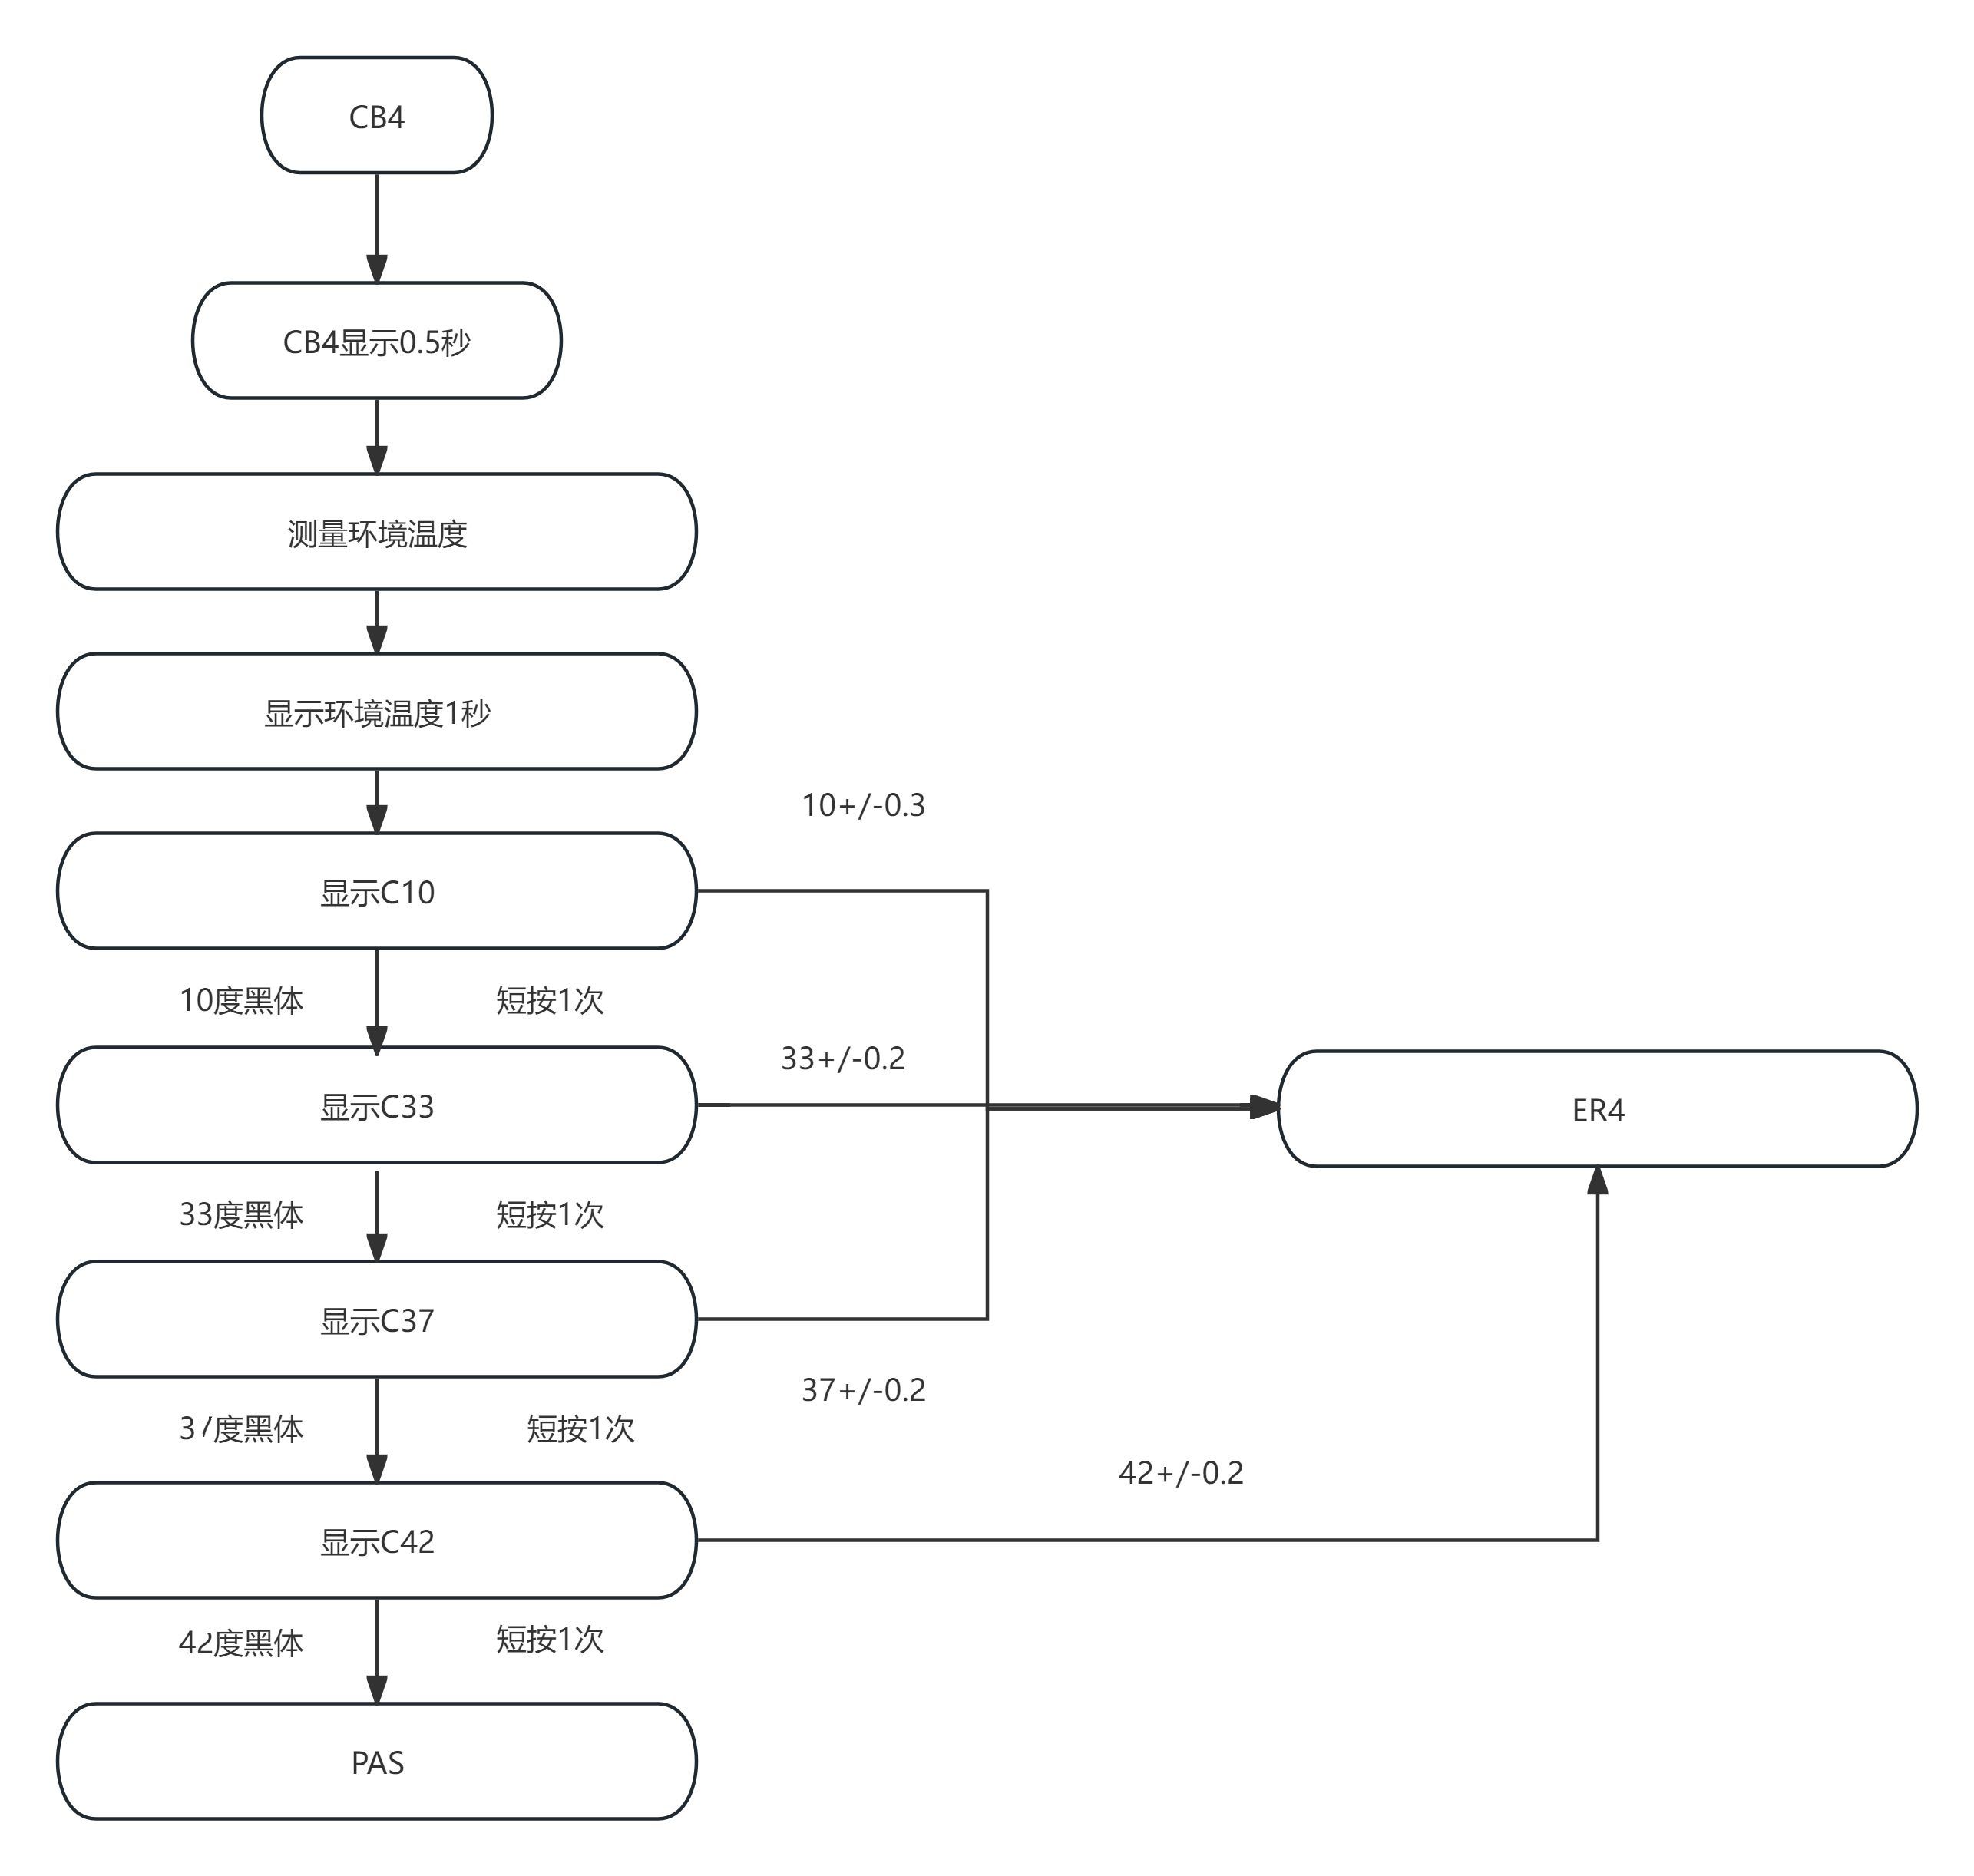 CB4
CB4显示0.5秒
测量环境温度
显示环境温度1秒
10+/-0.3
显示C10
10度黑体
短按1次
33+/-0.2
显示C33
ER4
33度黑体
短按1次
显示C37
37+/-0.2
37度黑体
短按1次
42+/-0.2
显示C42
42度黑体
短按1次
PAS